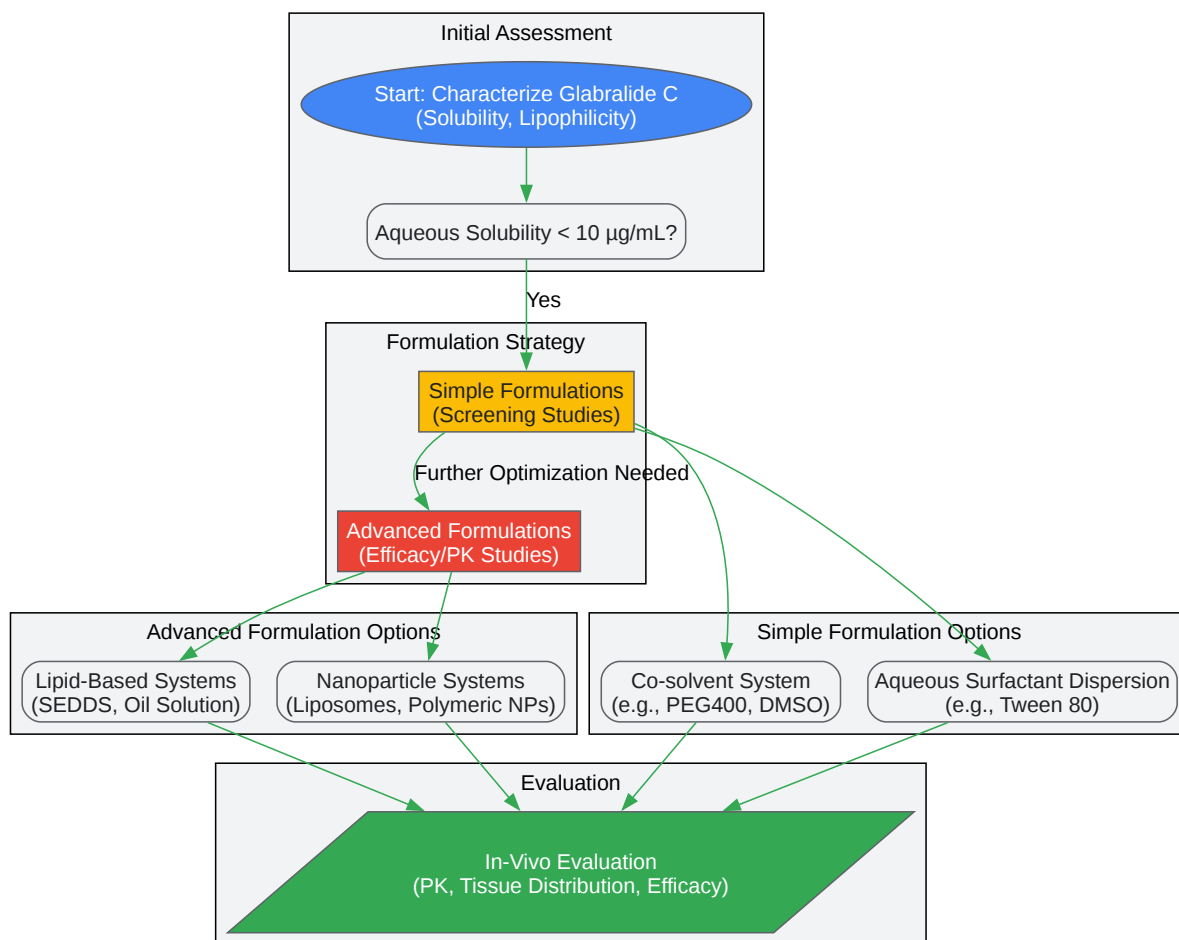 Initial Assessment
Start: Characterize Glabralide C
(Solubility, Lipophilicity)
Aqueous Solubility < 10 µg/mL?
Yes
Formulation Strategy
Simple Formulations
(Screening Studies)
Further Optimization Needed
Advanced Formulations
(Efficacy/PK Studies)
Advanced Formulation Options
Lipid-Based Systems
(SEDDS, Oil Solution)
Nanoparticle Systems
(Liposomes, Polymeric NPs)
Simple Formulation Options
Co-solvent System
(e.g., PEG400, DMSO)
Aqueous Surfactant Dispersion
(e.g., Tween 80)
Evaluation
In-Vivo Evaluation
(PK, Tissue Distribution, Efficacy)